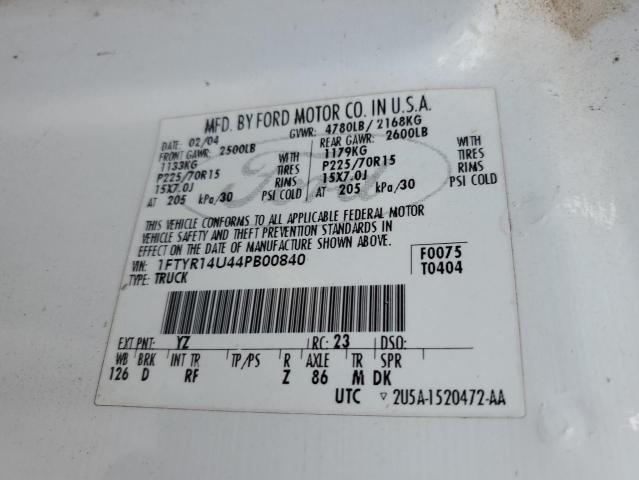 MFD. BY FORD MOTOR CO. IN U.S.A.
DATE: 02/04 GVWR: 4780LB/ 2168KG
FRONT GAWR: 2500LB REAR GAWR: 2600LB
1133KG WITH 1179KG WITH
P225/70R15 TIRES P225/70R15 TIRES
15X7.0J RIMS 15X7.0J RIMS
AT 205 kPa/30 PSI COLD AT 205 kPa/30 PSI COLD
Ford
THIS VEHICLE CONFORMS TO ALL APPLICABLE FEDERAL MOTOR
VEHICLE SAFETY AND THEFT PREVENTION STANDARDS IN
EFFECT ON THE DATE OF MANUFACTURE SHOWN ABOVE.
VIN: 1FTYR14U44PB00840 F0075
TYPE: TRUCK T0404
EXT PNT: YZ RC: 23 DSO:
WB BRK INT TR TP/PS R AXLE TR SPR
126 D RF Z 86 M DK
UTC ▽ 2U5A-1520472-AA